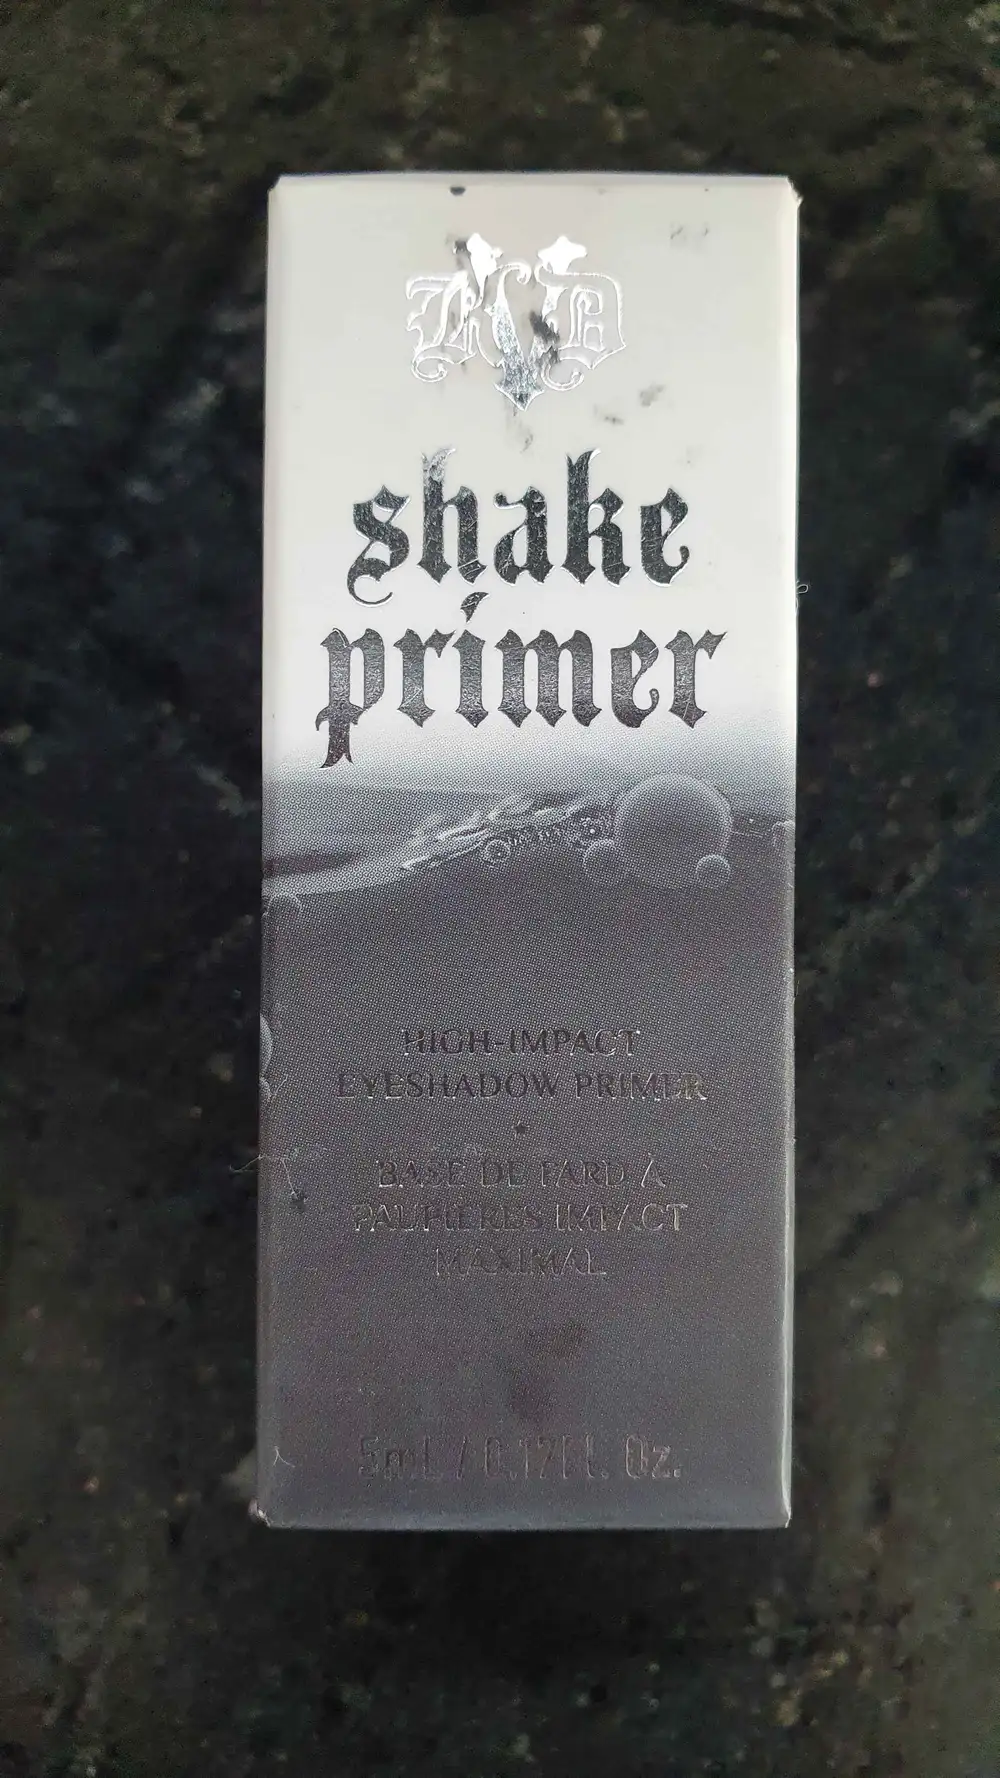 KVD
shake
primer
HIGH-IMPACT
EYESHADOW PRIMER
BASE DE FARD À
PAUPIÈRES IMPACT
MAXIMAL
5mL / 0.17Fl. Oz.